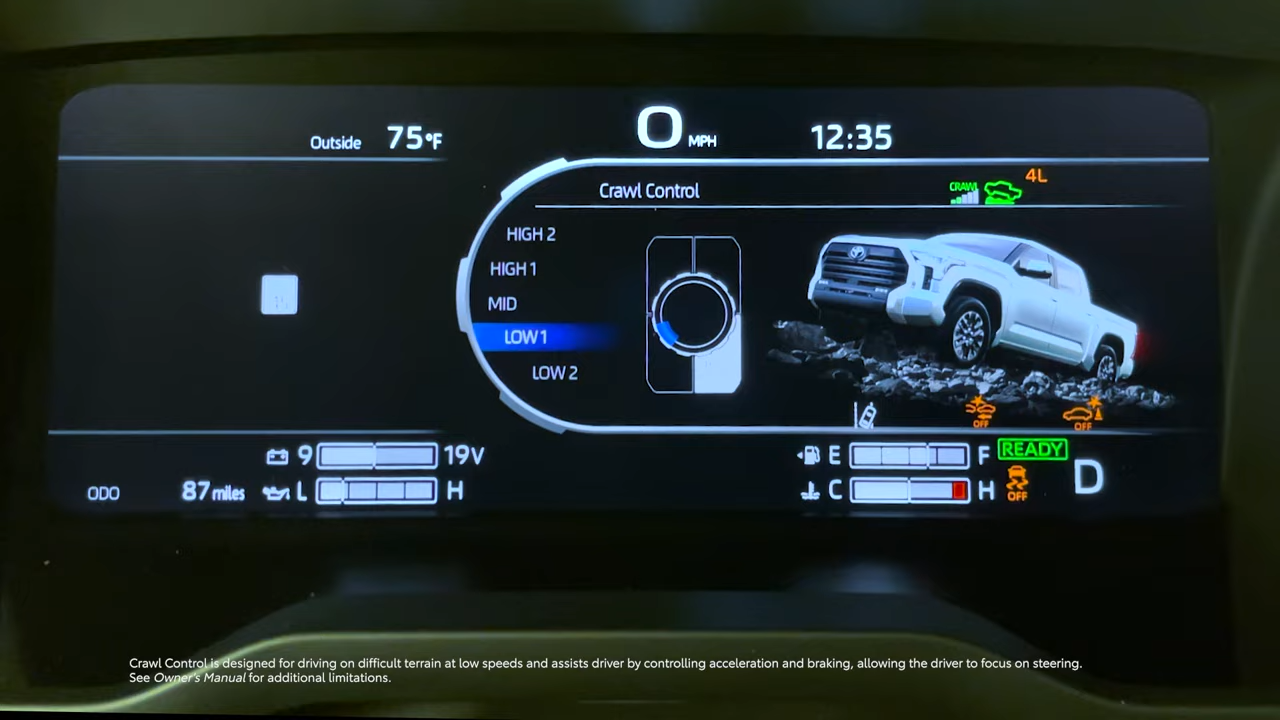 Outside 75°F
0 MPH
12:35
Crawl Control
CRAWL
4L
HIGH 2
HIGH 1
MID
LOW 1
LOW 2
OFF
OFF
9 19V
E F
READY
D
ODO 87 miles
L H
C H
OFF
Crawl Control is designed for driving on difficult terrain at low speeds and assists driver by controlling acceleration and braking, allowing the driver to focus on steering.
See Owner's Manual for additional limitations.